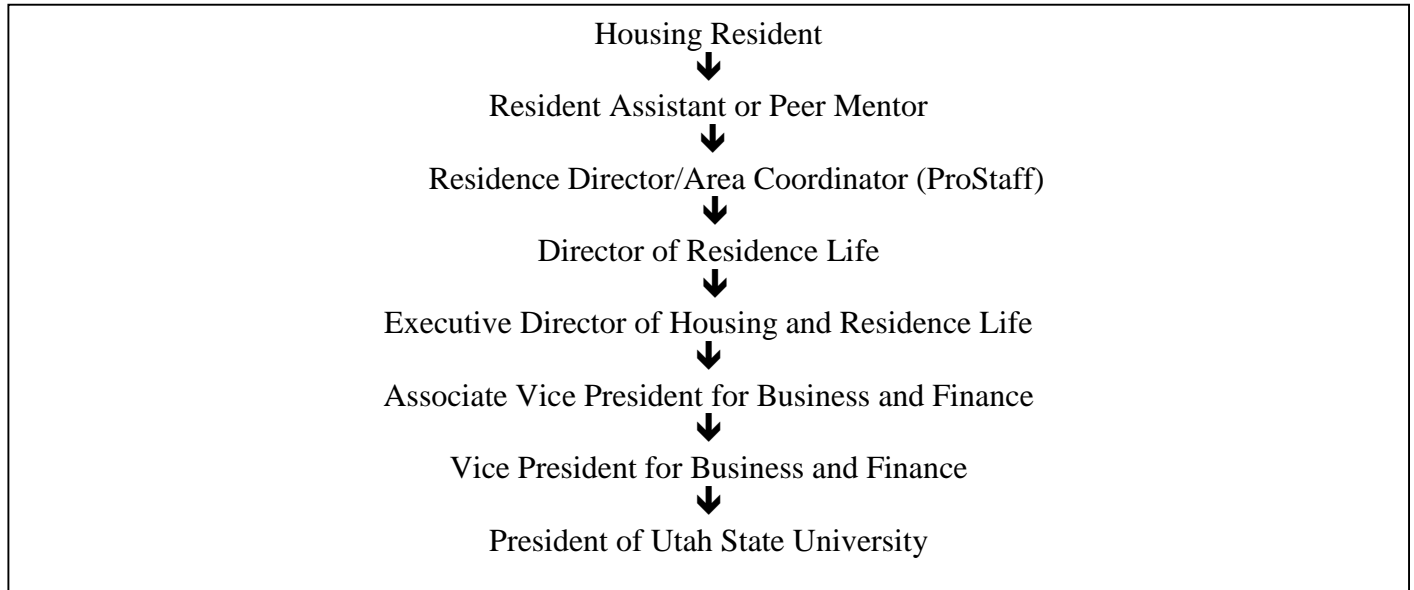 Housing Resident
Resident Assistant or Peer Mentor
Residence Director/Area Coordinator (ProStaff)
Director of Residence Life
Executive Director of Housing and Residence Life
Associate Vice President for Business and Finance
Vice President for Business and Finance
President of Utah State University